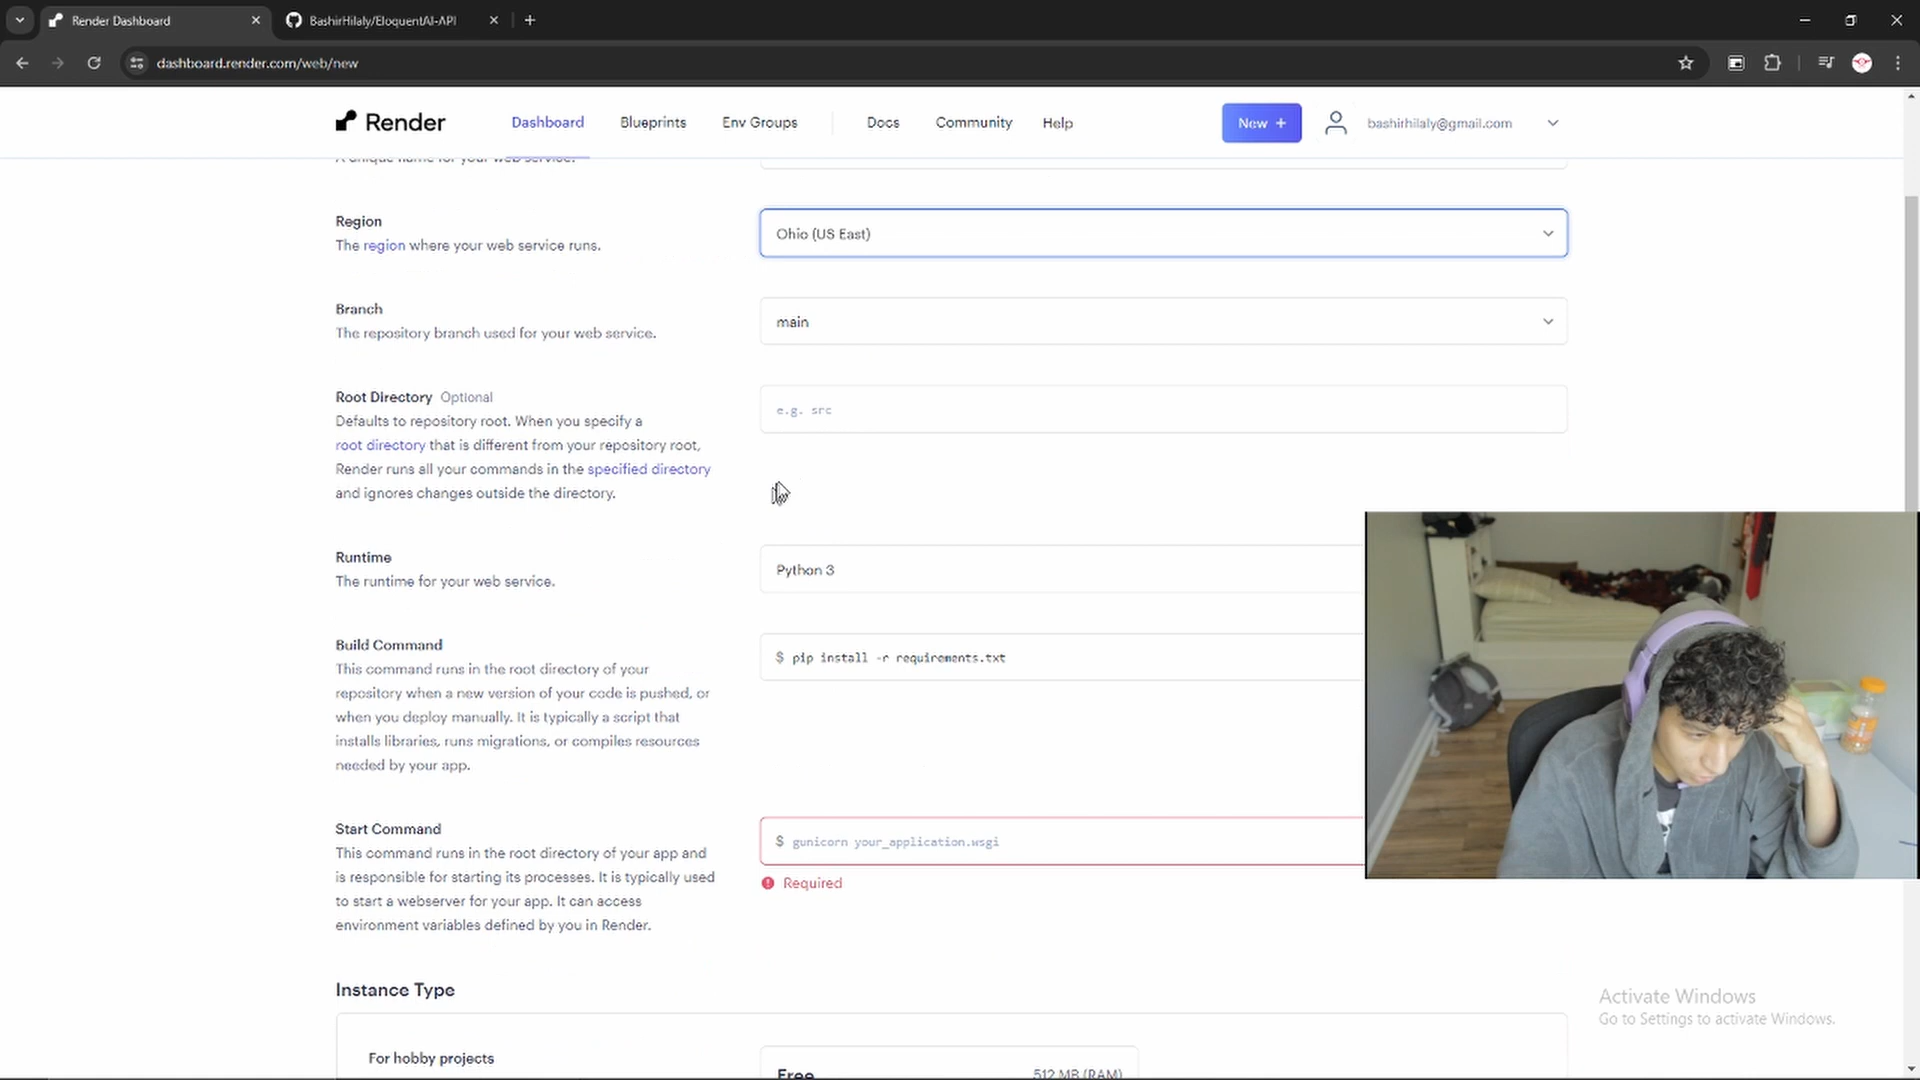 Render Dashboard
BashirHilaly/EloquentAI-API
dashboard.render.com/web/new
Render
Dashboard
Blueprints
Env Groups
Docs
Community
Help
New +
bashirhilaly@gmail.com
A unique name for your web service.
Region
The region where your web service runs.
Ohio (US East)
Branch
The repository branch used for your web service.
main
Root Directory Optional
Defaults to repository root. When you specify a
root directory that is different from your repository root,
Render runs all your commands in the specified directory
and ignores changes outside the directory.
e.g. src
Runtime
The runtime for your web service.
Python 3
Build Command
This command runs in the root directory of your
repository when a new version of your code is pushed, or
when you deploy manually. It is typically a script that
installs libraries, runs migrations, or compiles resources
needed by your app.
$ pip install -r requirements.txt
Start Command
This command runs in the root directory of your app and
is responsible for starting its processes. It is typically used
to start a webserver for your app. It can access
environment variables defined by you in Render.
$ gunicorn your_application.wsgi
Required
Instance Type
For hobby projects
Free
512 MB (RAM)
Activate Windows
Go to Settings to activate Windows.